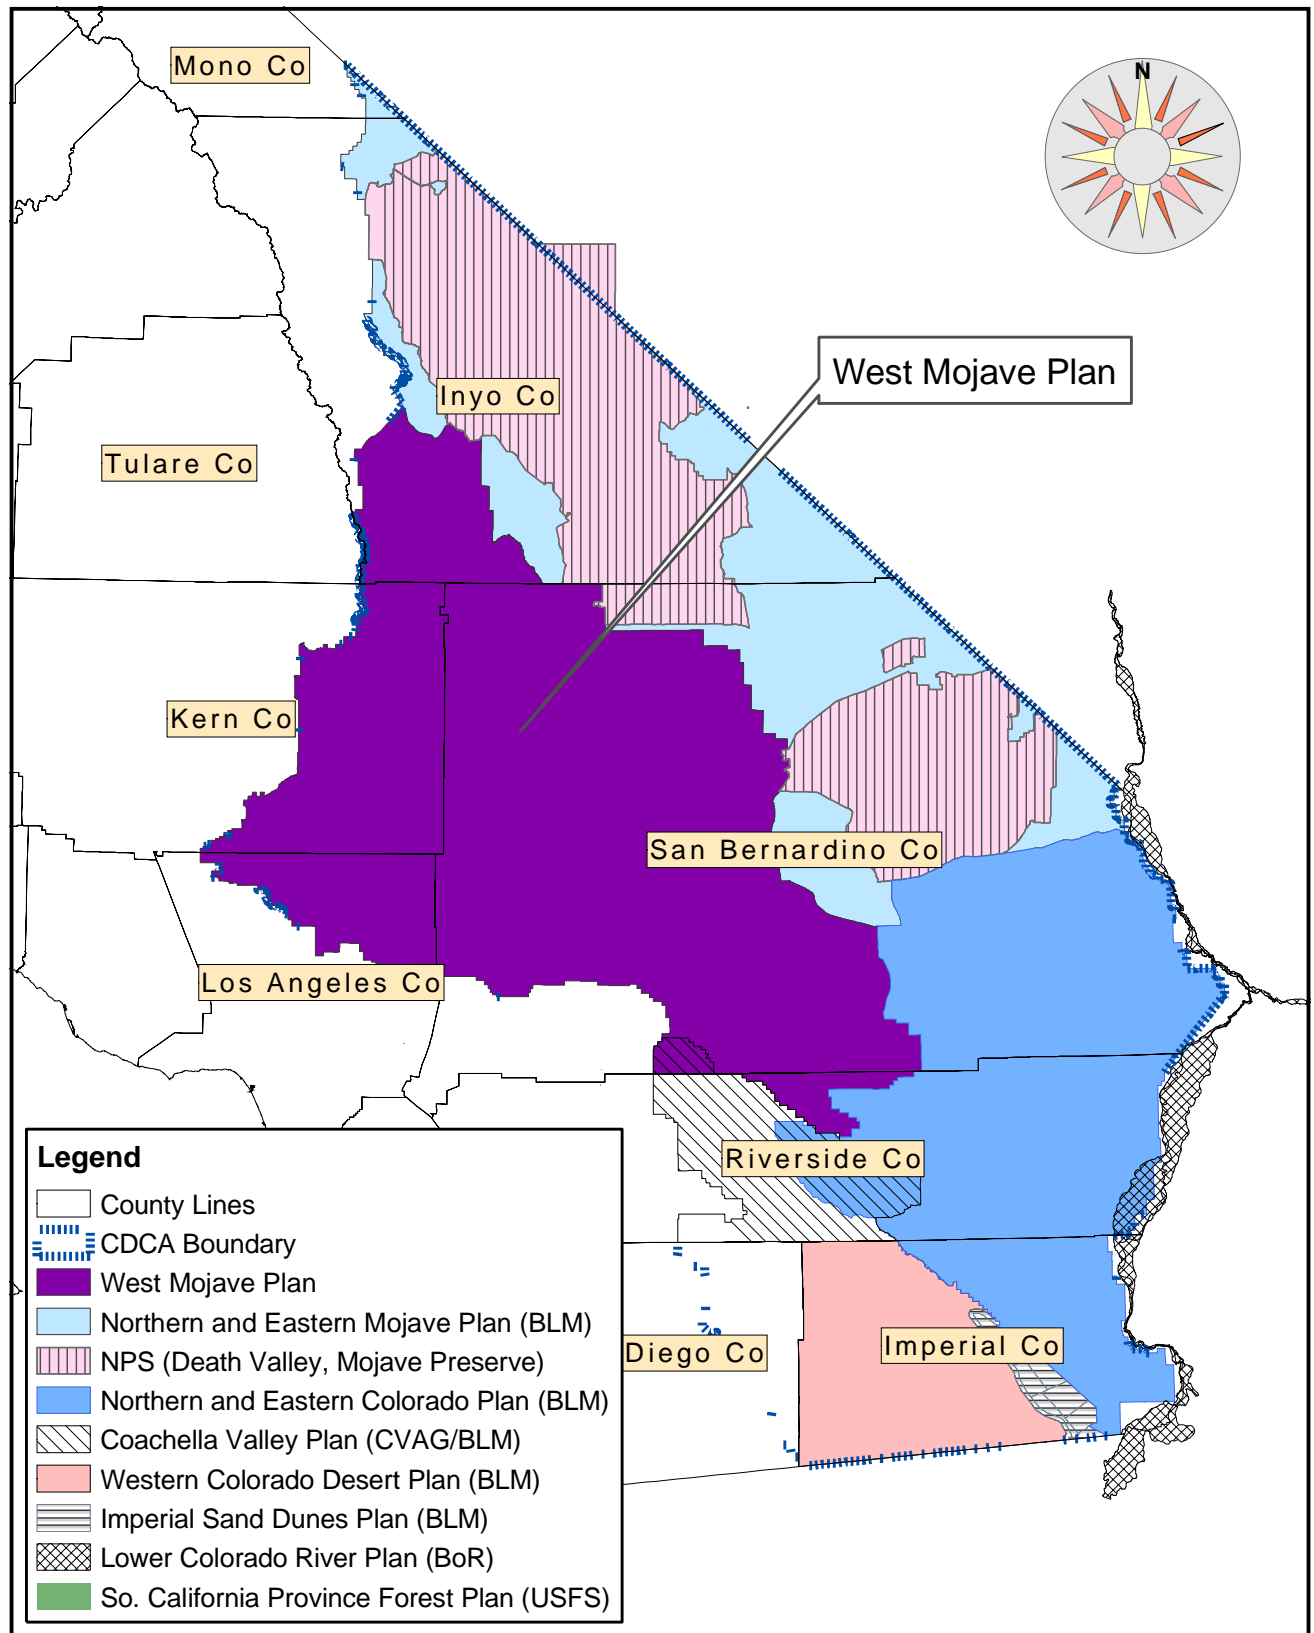 Mono Co
N
West Mojave Plan
Inyo Co
Tulare Co
Kern Co
San Bernardino Co
Los Angeles Co
Riverside Co
Diego Co
Imperial Co
Legend
County Lines
CDCA Boundary
West Mojave Plan
Northern and Eastern Mojave Plan (BLM)
NPS (Death Valley, Mojave Preserve)
Northern and Eastern Colorado Plan (BLM)
Coachella Valley Plan (CVAG/BLM)
Western Colorado Desert Plan (BLM)
Imperial Sand Dunes Plan (BLM)
Lower Colorado River Plan (BoR)
So. California Province Forest Plan (USFS)